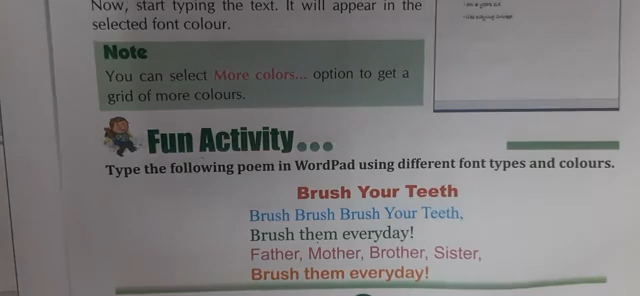 Now, start typing the text. It will appear in the
selected font colour.
Note
You can select More colors... option to get a
grid of more colours.
Fun Activity...
Type the following poem in WordPad using different font types and colours.
Brush Your Teeth
Brush Brush Brush Your Teeth,
Brush them everyday!
Father, Mother, Brother, Sister,
Brush them everyday!